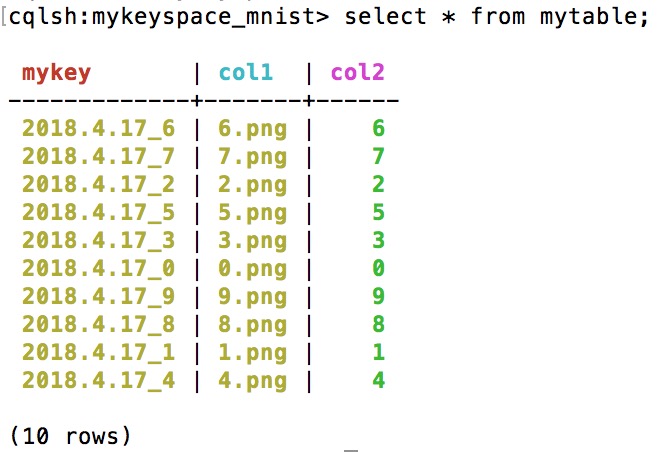 [cqlsh:mykeyspace_mnist> select * from mytable;
mykey | col1 | col2
-------------+-------+------
2018.4.17_6 | 6.png | 6
2018.4.17_7 | 7.png | 7
2018.4.17_2 | 2.png | 2
2018.4.17_5 | 5.png | 5
2018.4.17_3 | 3.png | 3
2018.4.17_0 | 0.png | 0
2018.4.17_9 | 9.png | 9
2018.4.17_8 | 8.png | 8
2018.4.17_1 | 1.png | 1
2018.4.17_4 | 4.png | 4
(10 rows)